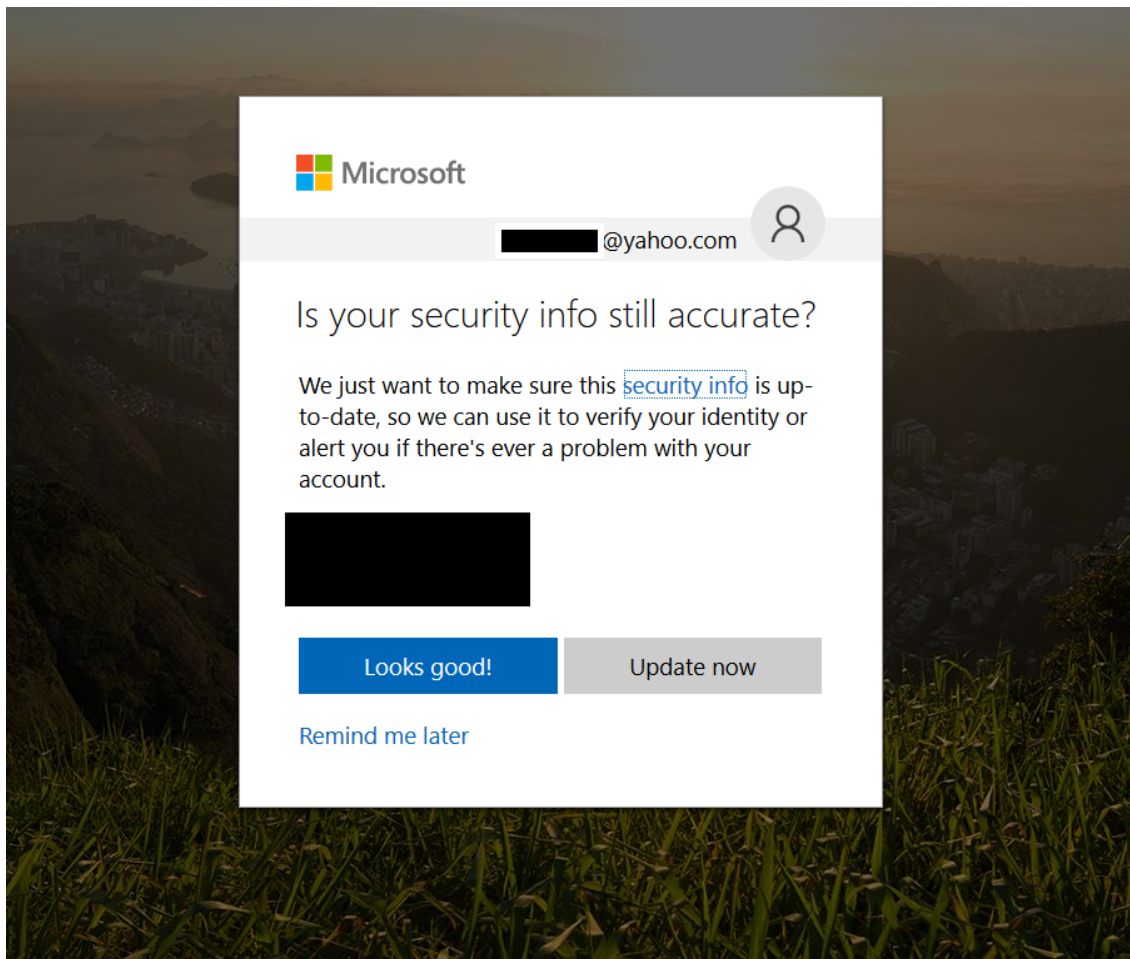 Microsoft
@yahoo.com
Is your security info still accurate?
We just want to make sure this security info is up-
to-date, so we can use it to verify your identity or
alert you if there's ever a problem with your
account.
Looks good!
Update now
Remind me later